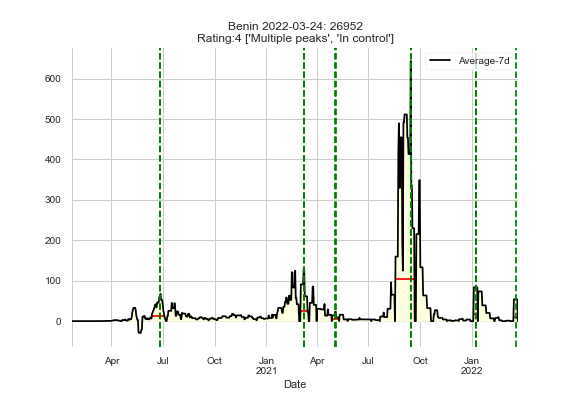 Benin 2022-03-24: 26952
Rating:4 ['Multiple peaks', 'In control']
Average-7d
600
500
400
300
200
100
0
Apr Jul Oct Jan Apr Jul Oct Jan
2021 2022
Date